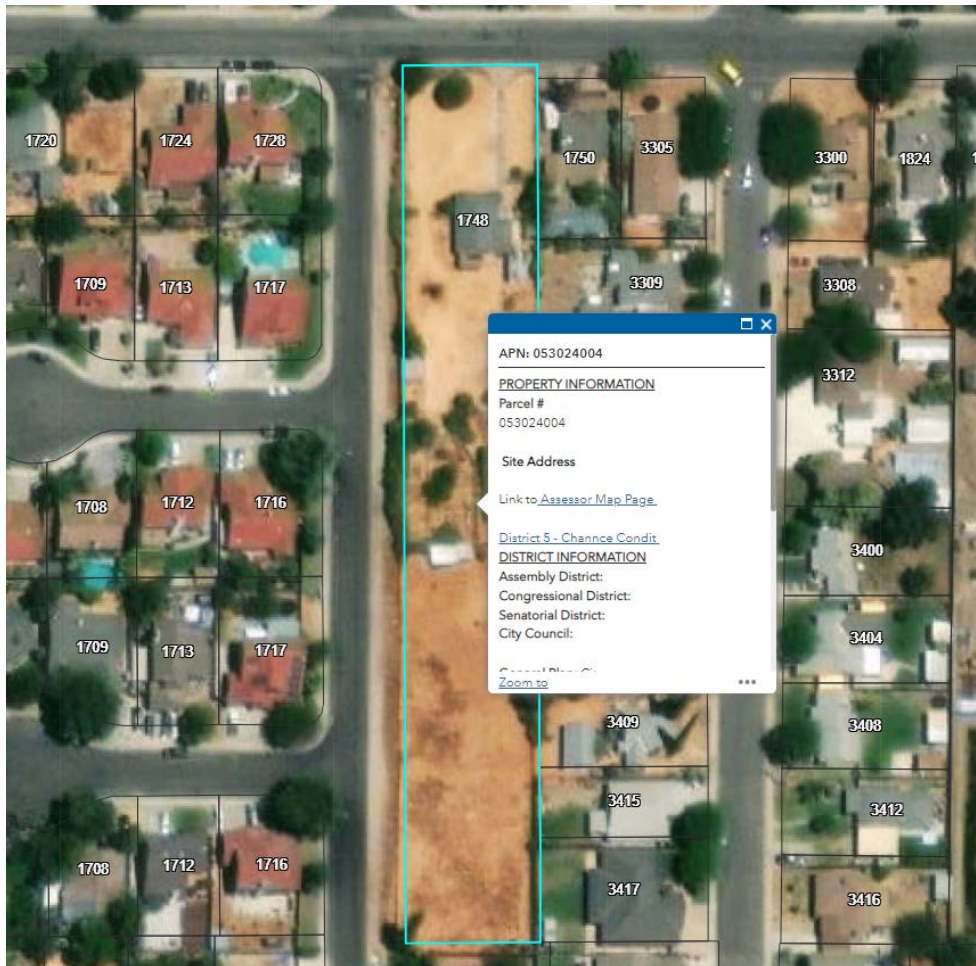 1720
1724
1728
1748
1750
3305
3300
1824
1709
1713
1717
3309
3308
APN: 053024004
PROPERTY INFORMATION
Parcel #
053024004
Site Address
Link to Assessor Map Page
District 5 - Channce Condit
DISTRICT INFORMATION
Assembly District:
Congressional District:
Senatorial District:
City Council:
Zoom to
3312
1708
1712
1716
3400
1709
1713
1717
3404
3409
3408
3415
3412
1708
1712
1716
3417
3416